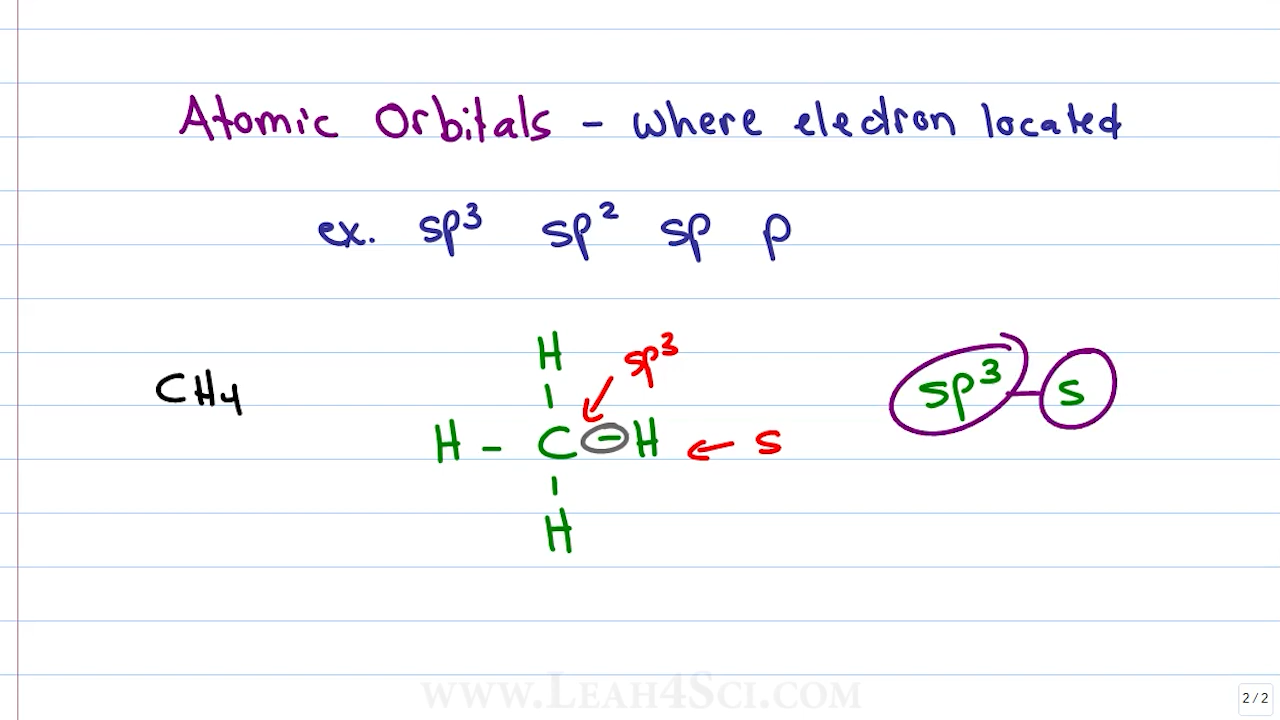 Atomic Orbitals - where electron located
ex. sp³ sp² sp p
CH4
H
sp³
H - C - H
s
H
sp³ - s
www.Leah4Sci.com
2 / 2